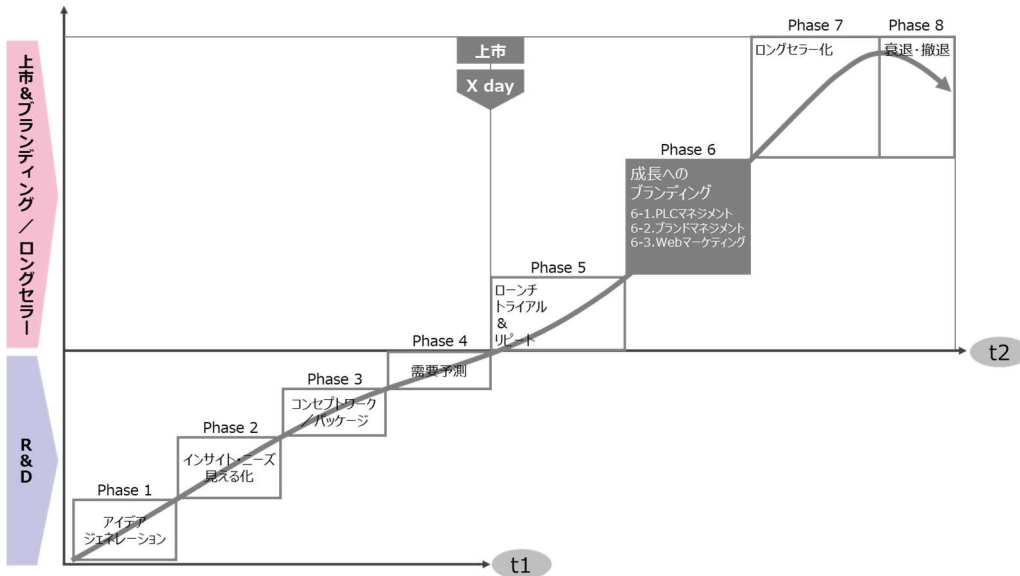 Phase 7
Phase 8
ロングセラー化
衰退・撤退
上市
X day
上市&ブランディング／ロングセラー
Phase 6
成長への
ブランディング
6-1.PLCマネジメント
6-2.ブランドマネジメント
6-3.Webマーケティング
Phase 5
ローンチ
トライアル
&
リピート
t2
Phase 4
需要予測
Phase 3
コンセプトワーク
／パッケージ
Phase 2
インサイト・ニーズ
見える化
R&D
Phase 1
アイデア
ジェネレーション
t1